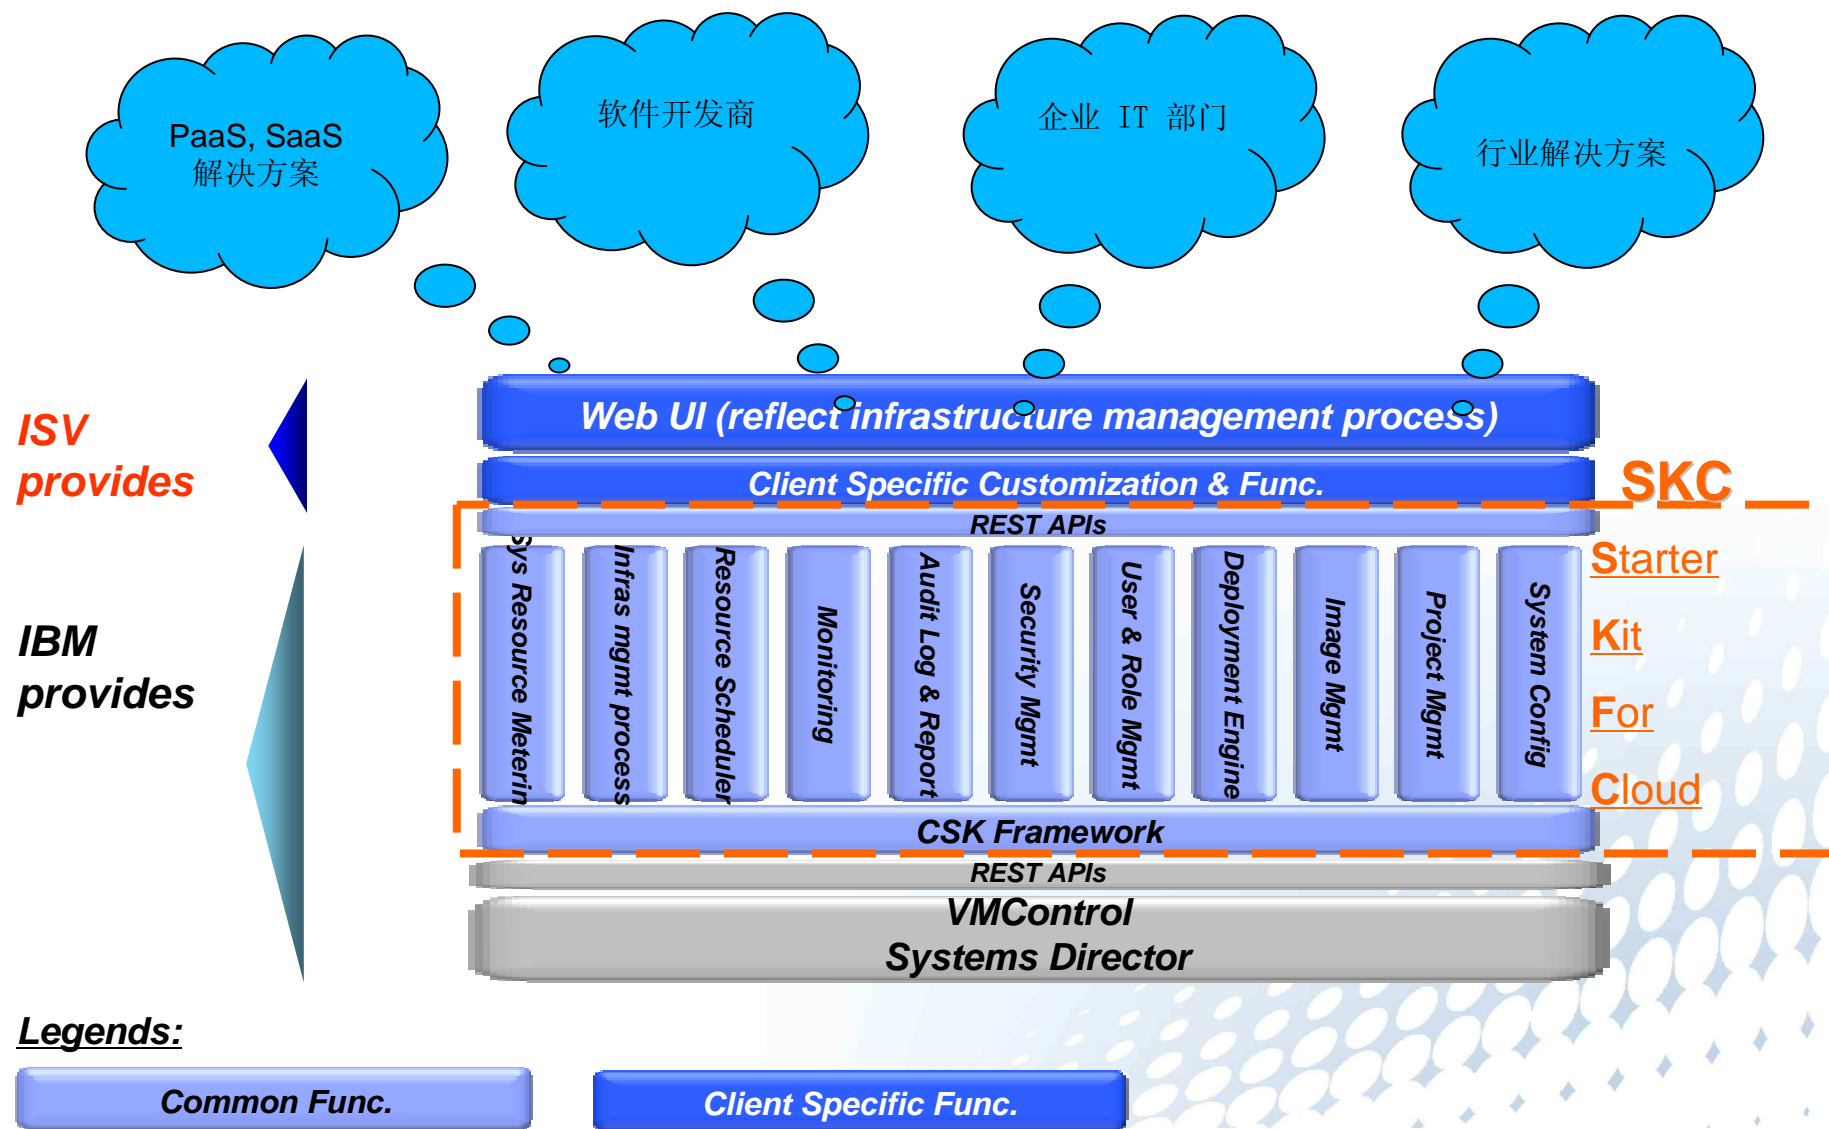 PaaS, SaaS
解决方案
软件开发商
企业 IT 部门
行业解决方案
ISV
provides
Web UI (reflect infrastructure management process)
Client Specific Customization & Func.
SKC
REST APIs
Sys Resource Meterin
Infras mgmt process
Resource Scheduler
Monitoring
Audit Log & Report
Security Mgmt
User & Role Mgmt
Deployment Engine
Image Mgmt
Project Mgmt
System Config
Starter
Kit
For
Cloud
IBM
provides
CSK Framework
REST APIs
VMControl
Systems Director
Legends:
Common Func.
Client Specific Func.